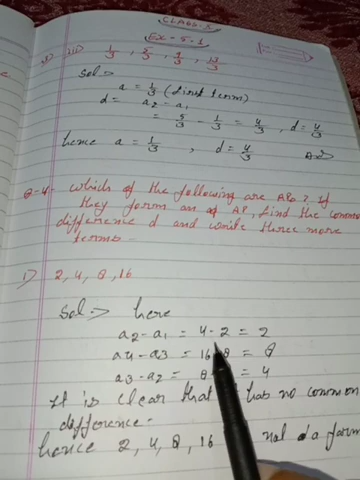 CLASS-5
EX-5.1
iii) 1/3, 5/3, 9/3, 13/3
Sol->
a = 1/3 (first term)
d = a2 - a1
= 5/3 - 1/3 = 4/3, d = 4/3
hence a = 1/3, d = 4/3
Q-4- which of the following are APs? If
they form an of AP, find the common
difference d and write three more
terms.
i) 2, 4, 8, 16
Sol-> here
a2-a1 = 4-2 = 2
a4-a3 = 16-8 = 8
a3-a2 = 8 = 4
It is clear that has no common
difference.
hence 2, 4, 8, 16 not a form